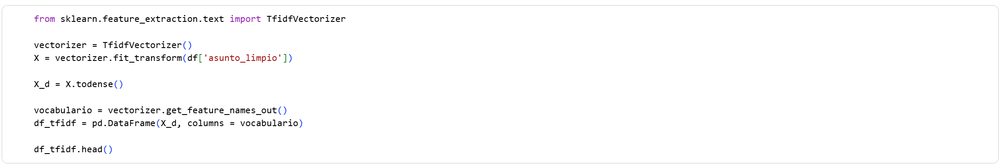 from sklearn.feature_extraction.text import TfidfVectorizer
vectorizer = TfidfVectorizer()
X = vectorizer.fit_transform(df['asunto_limpio'])
X_d = X.todense()
vocabulario = vectorizer.get_feature_names_out()
df_tfidf = pd.DataFrame(X_d, columns = vocabulario)
df_tfidf.head()